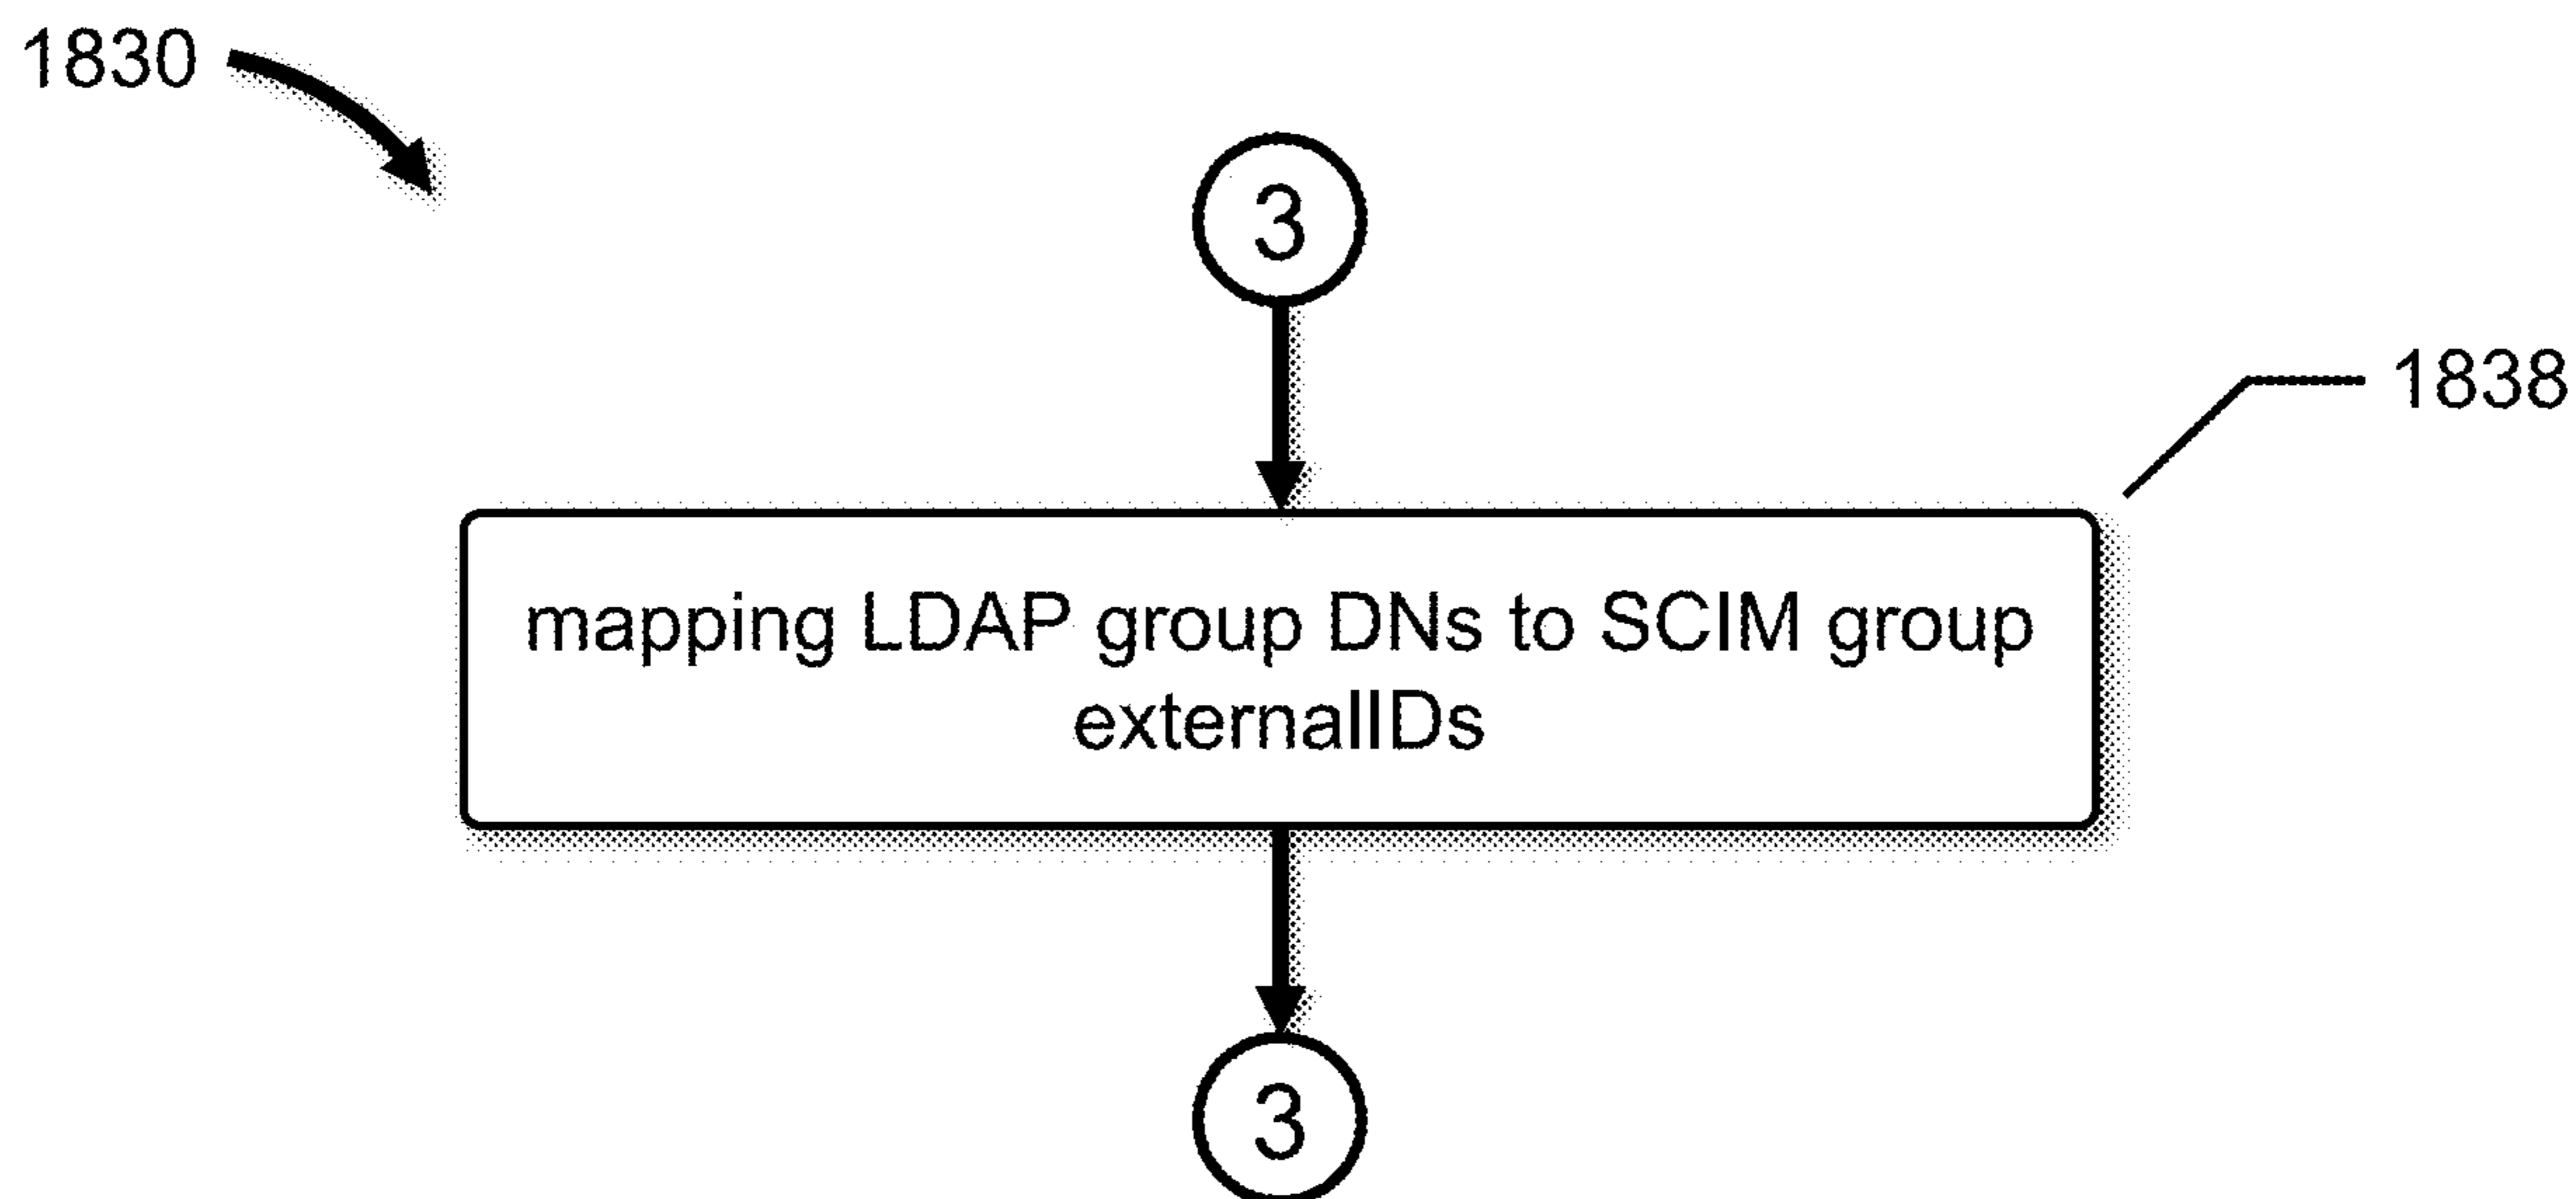 1830
3
1838
mapping LDAP group DNs to SCIM group
externalIDs
3